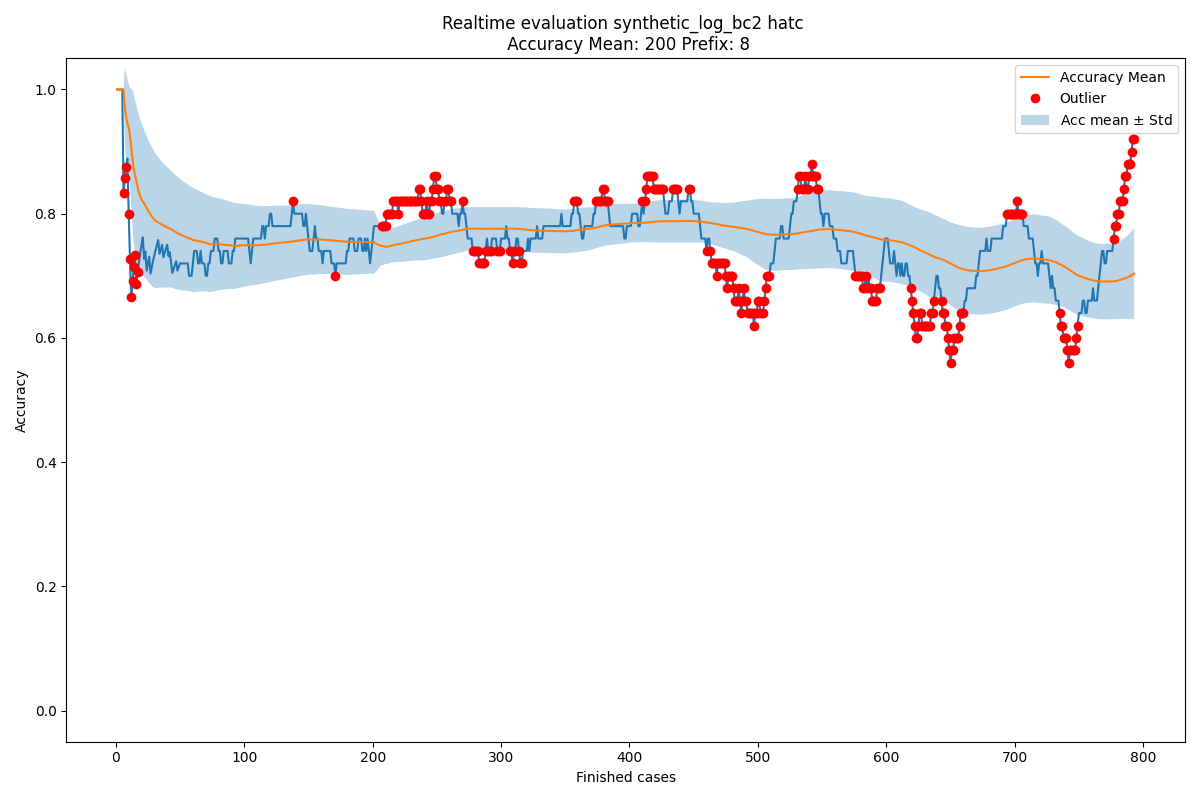 Realtime evaluation synthetic_log_bc2 hatc
Accuracy Mean: 200 Prefix: 8
Accuracy Mean
Outlier
Acc mean ± Std
1.0
0.8
0.6
0.4
0.2
0.0
Accuracy
0 100 200 300 400 500 600 700 800
Finished cases